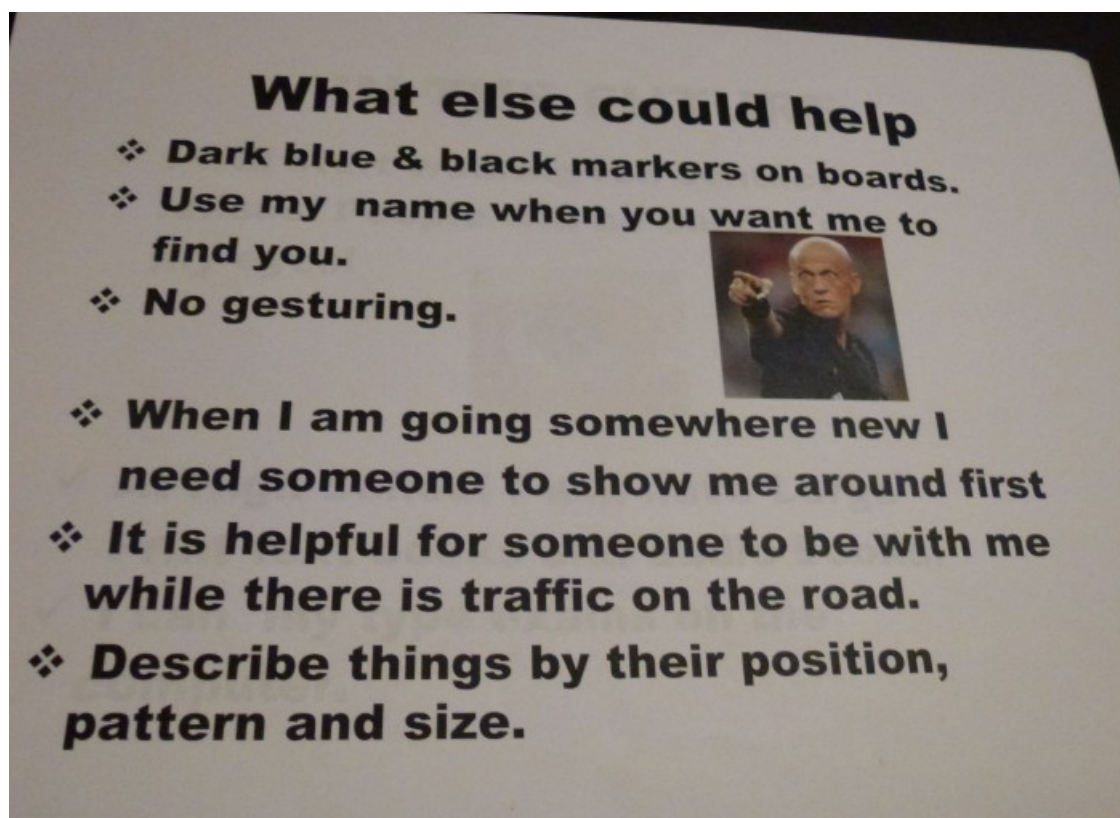 What else could help
❖ Dark blue & black markers on boards.
❖ Use my name when you want me to
find you.
❖ No gesturing.
❖ When I am going somewhere new I
need someone to show me around first
❖ It is helpful for someone to be with me
while there is traffic on the road.
❖ Describe things by their position,
pattern and size.